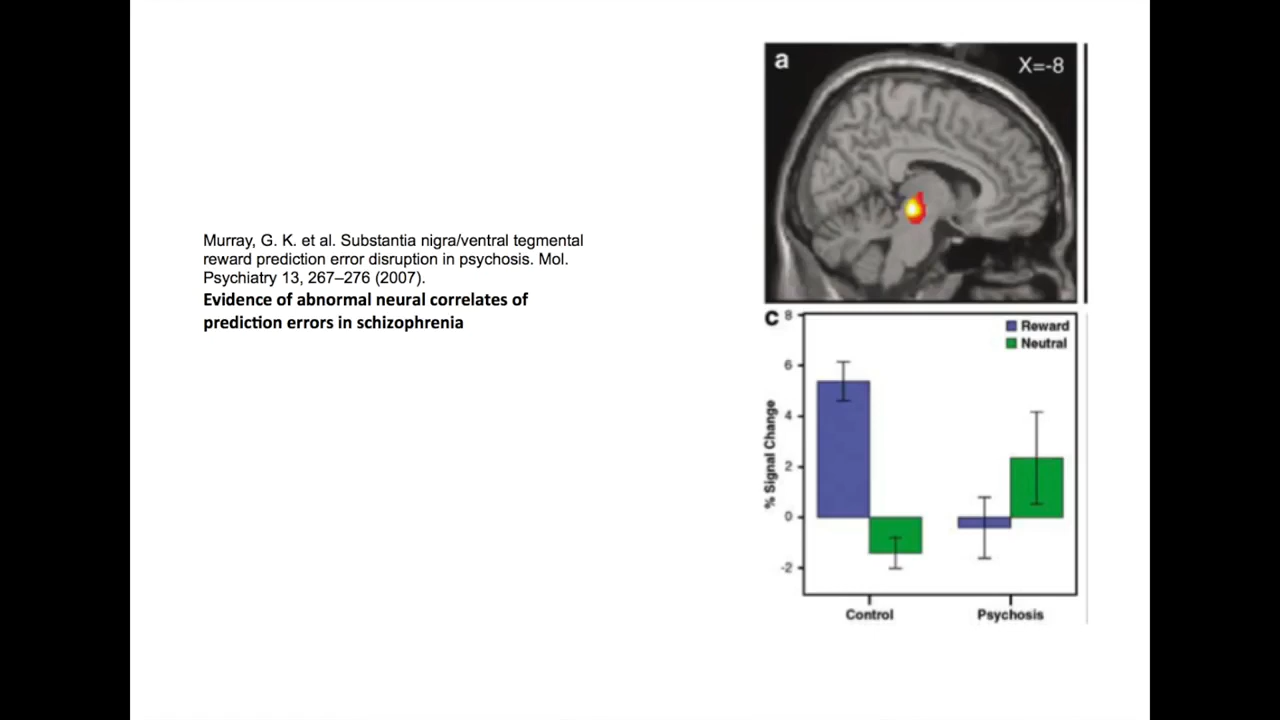 Murray, G. K. et al. Substantia nigra/ventral tegmental
reward prediction error disruption in psychosis. Mol.
Psychiatry 13, 267–276 (2007).
Evidence of abnormal neural correlates of
prediction errors in schizophrenia
a
X=-8
c
8
6
4
2
0
-2
% Signal Change
Reward
Neutral
Control
Psychosis